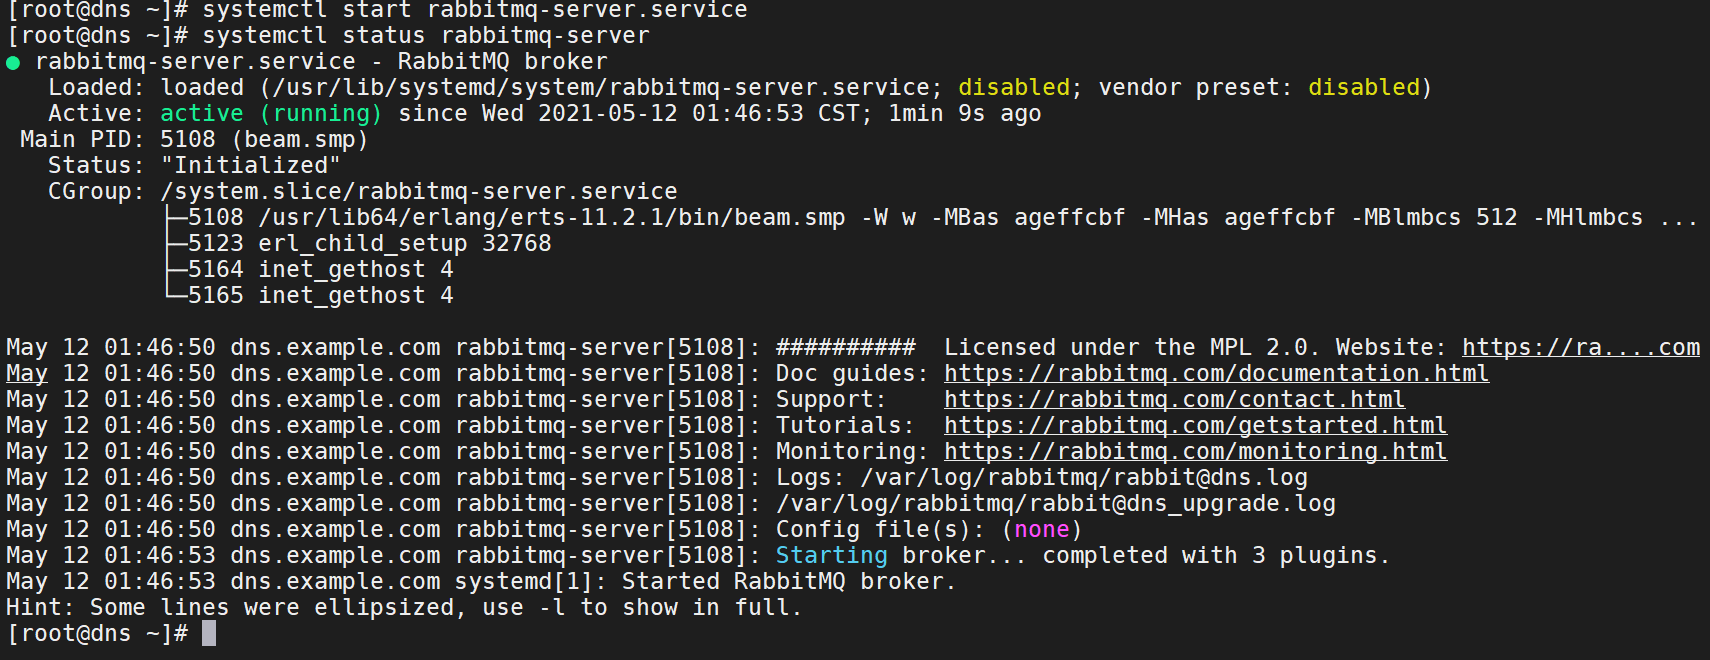 [root@dns ~]# systemctl start rabbitmq-server.service
[root@dns ~]# systemctl status rabbitmq-server
● rabbitmq-server.service - RabbitMQ broker
   Loaded: loaded (/usr/lib/systemd/system/rabbitmq-server.service; disabled; vendor preset: disabled)
   Active: active (running) since Wed 2021-05-12 01:46:53 CST; 1min 9s ago
 Main PID: 5108 (beam.smp)
   Status: "Initialized"
   CGroup: /system.slice/rabbitmq-server.service
           ├─5108 /usr/lib64/erlang/erts-11.2.1/bin/beam.smp -W w -MBas ageffcbf -MHas ageffcbf -MBlmbcs 512 -MHlmbcs ...
           ├─5123 erl_child_setup 32768
           ├─5164 inet_gethost 4
           └─5165 inet_gethost 4

May 12 01:46:50 dns.example.com rabbitmq-server[5108]: ##########  Licensed under the MPL 2.0. Website: https://ra....com
May 12 01:46:50 dns.example.com rabbitmq-server[5108]: Doc guides: https://rabbitmq.com/documentation.html
May 12 01:46:50 dns.example.com rabbitmq-server[5108]: Support:    https://rabbitmq.com/contact.html
May 12 01:46:50 dns.example.com rabbitmq-server[5108]: Tutorials:  https://rabbitmq.com/getstarted.html
May 12 01:46:50 dns.example.com rabbitmq-server[5108]: Monitoring: https://rabbitmq.com/monitoring.html
May 12 01:46:50 dns.example.com rabbitmq-server[5108]: Logs: /var/log/rabbitmq/rabbit@dns.log
May 12 01:46:50 dns.example.com rabbitmq-server[5108]: /var/log/rabbitmq/rabbit@dns_upgrade.log
May 12 01:46:50 dns.example.com rabbitmq-server[5108]: Config file(s): (none)
May 12 01:46:53 dns.example.com rabbitmq-server[5108]: Starting broker... completed with 3 plugins.
May 12 01:46:53 dns.example.com systemd[1]: Started RabbitMQ broker.
Hint: Some lines were ellipsized, use -l to show in full.
[root@dns ~]#